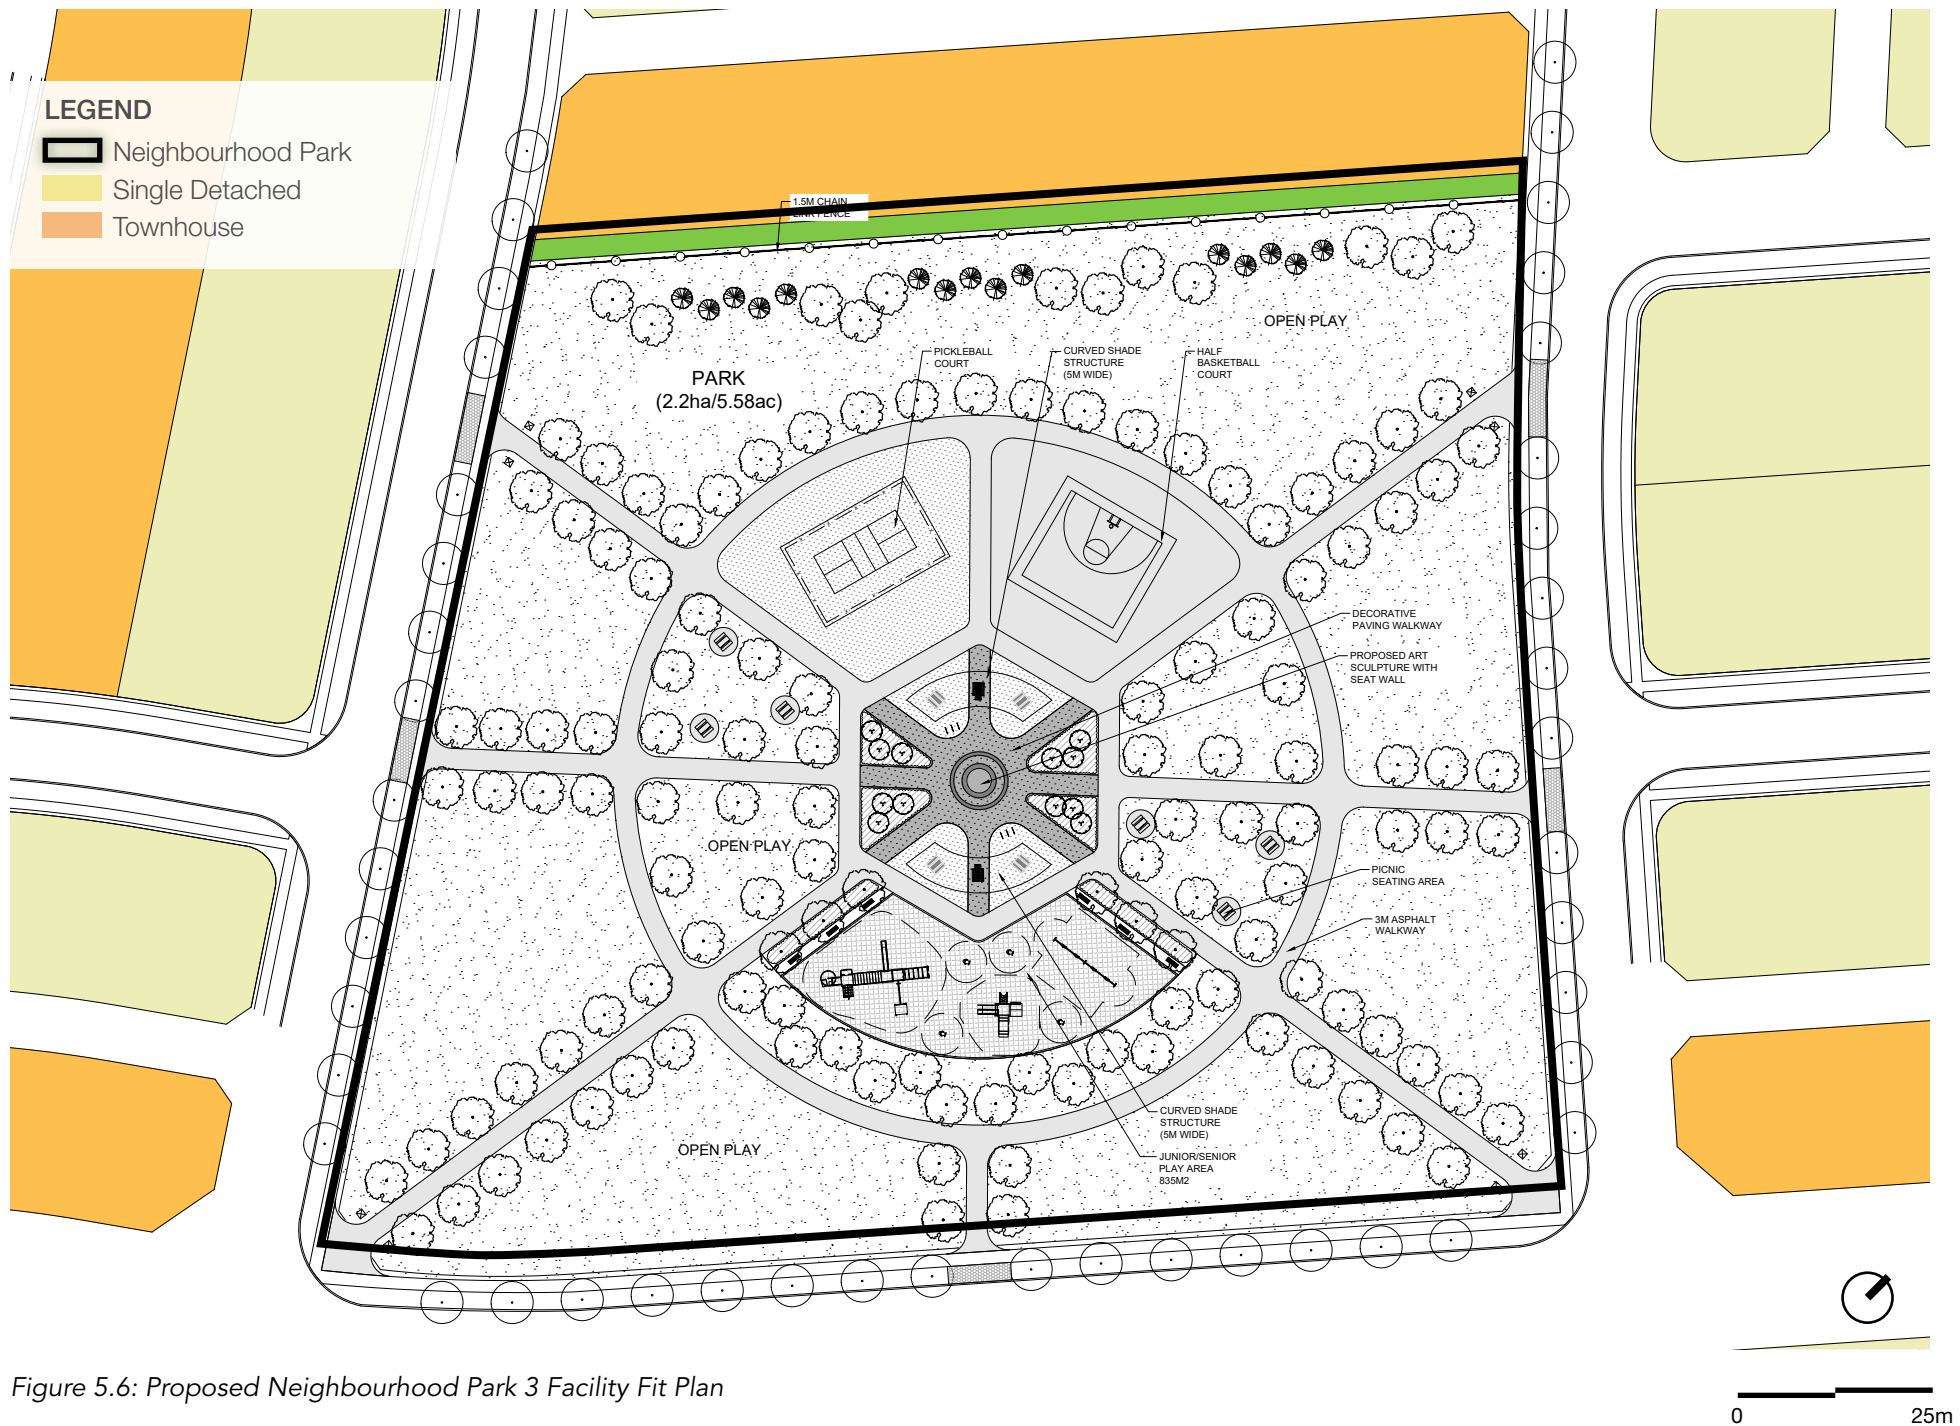 LEGEND
Neighbourhood Park
Single Detached
Townhouse
1.5M CHAIN
LINK FENCE
OPEN PLAY
PARK
(2.2ha/5.58ac)
PICKLEBALL
COURT
CURVED SHADE
STRUCTURE
(5M WIDE)
HALF
BASKETBALL
COURT
DECORATIVE
PAVING WALKWAY
PROPOSED ART
SCULPTURE WITH
SEAT WALL
OPEN PLAY
PICNIC
SEATING AREA
3M ASPHALT
WALKWAY
CURVED SHADE
STRUCTURE
(5M WIDE)
OPEN PLAY
JUNIOR/SENIOR
PLAY AREA
835M2
Figure 5.6: Proposed Neighbourhood Park 3 Facility Fit Plan
0 25m